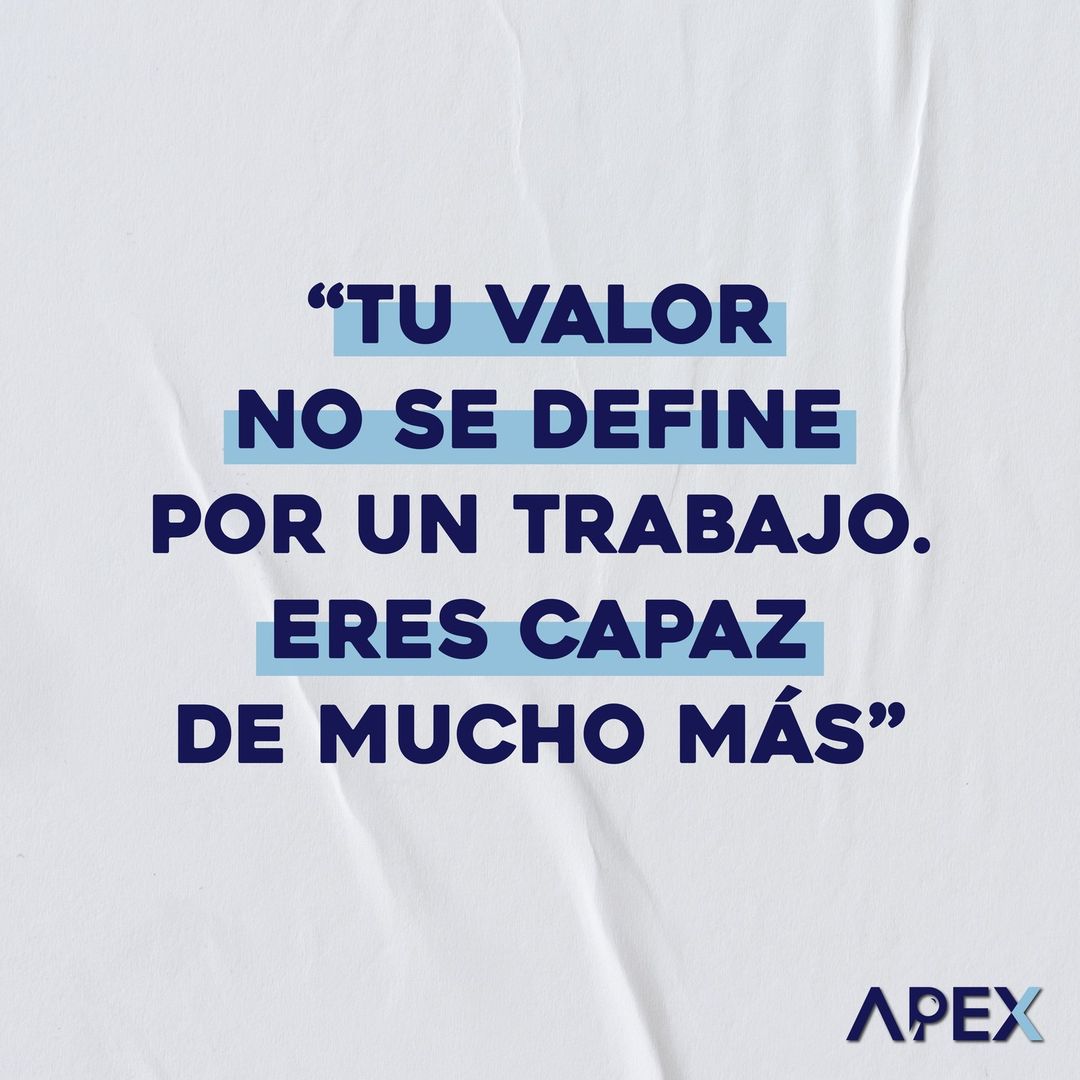 “TU VALOR
NO SE DEFINE
POR UN TRABAJO.
ERES CAPAZ
DE MUCHO MÁS”
APEX